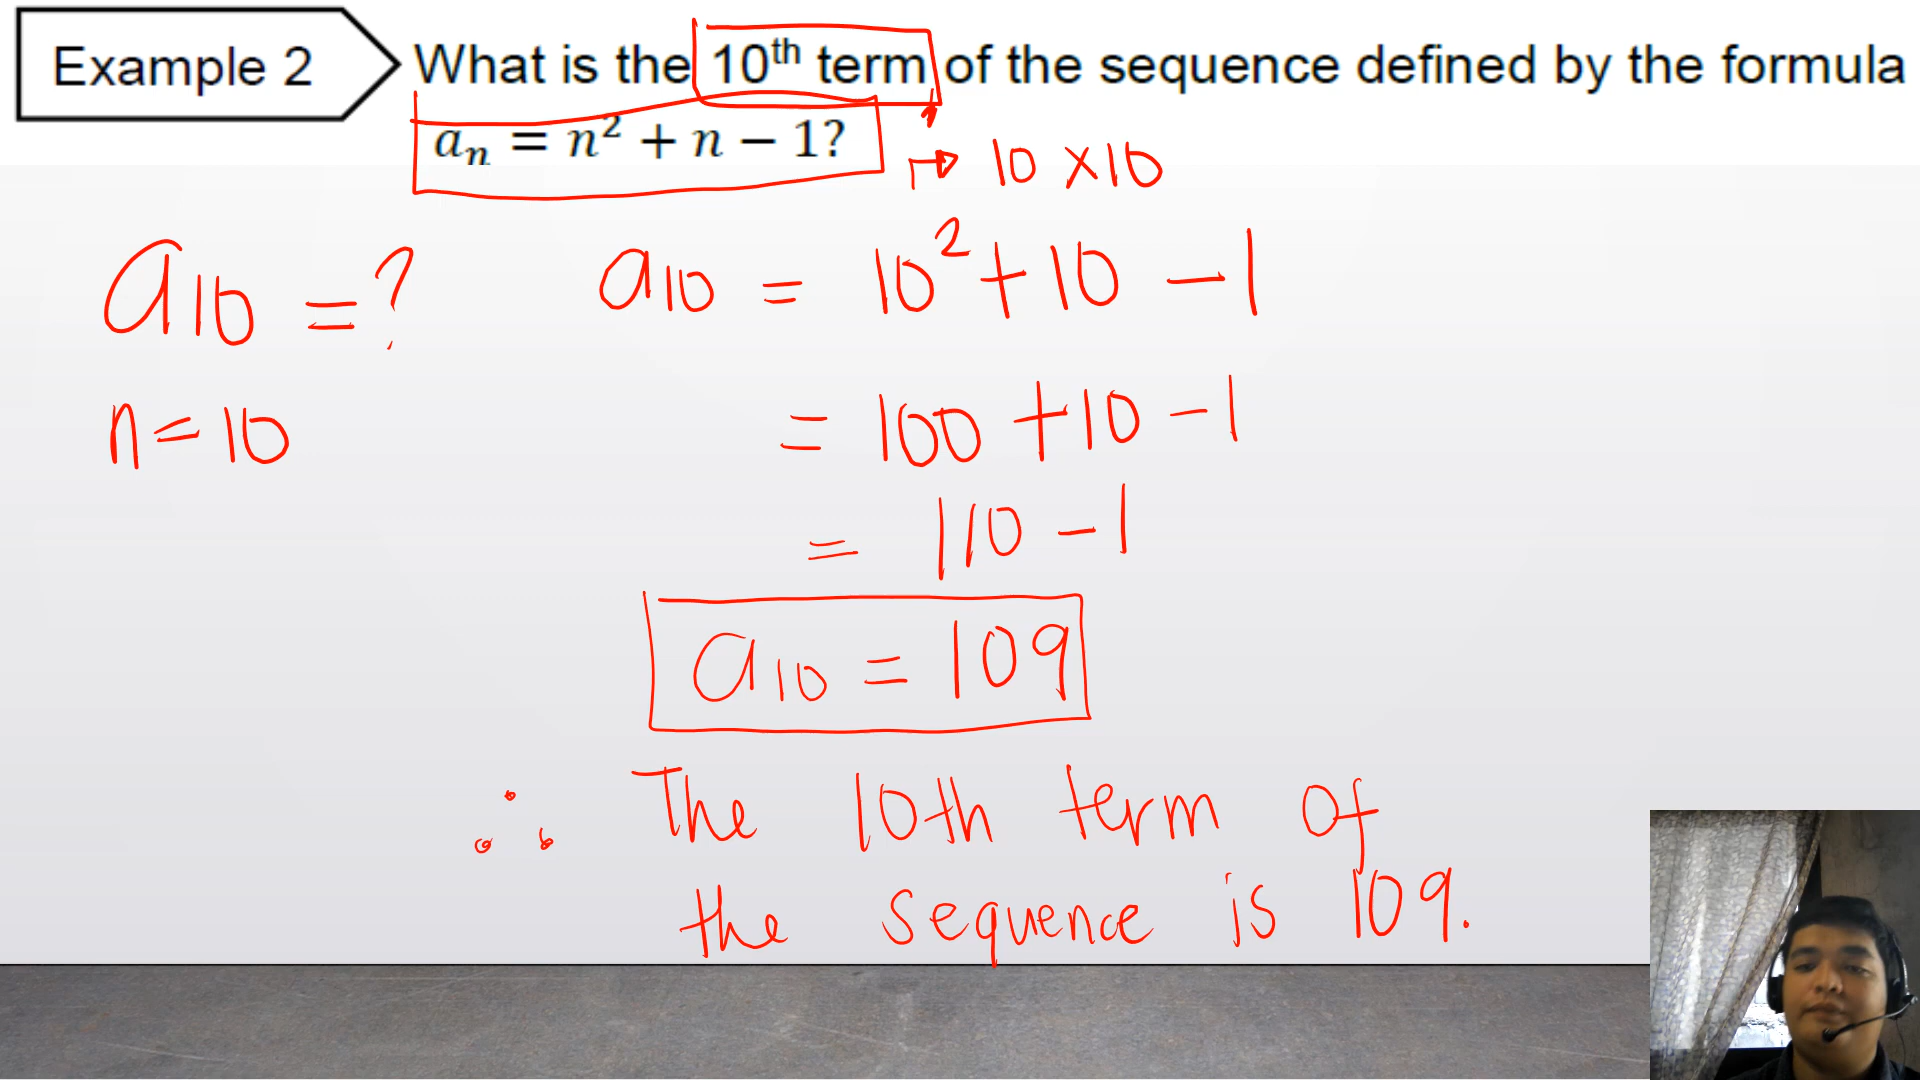 Example 2
What is the 10th term of the sequence defined by the formula
aₙ = n² + n − 1?
10 × 10
a₁₀ = ?
a₁₀ = 10² + 10 − 1
n = 10
= 100 + 10 − 1
= 110 − 1
a₁₀ = 109
∴ The 10th term of
the sequence is 109.